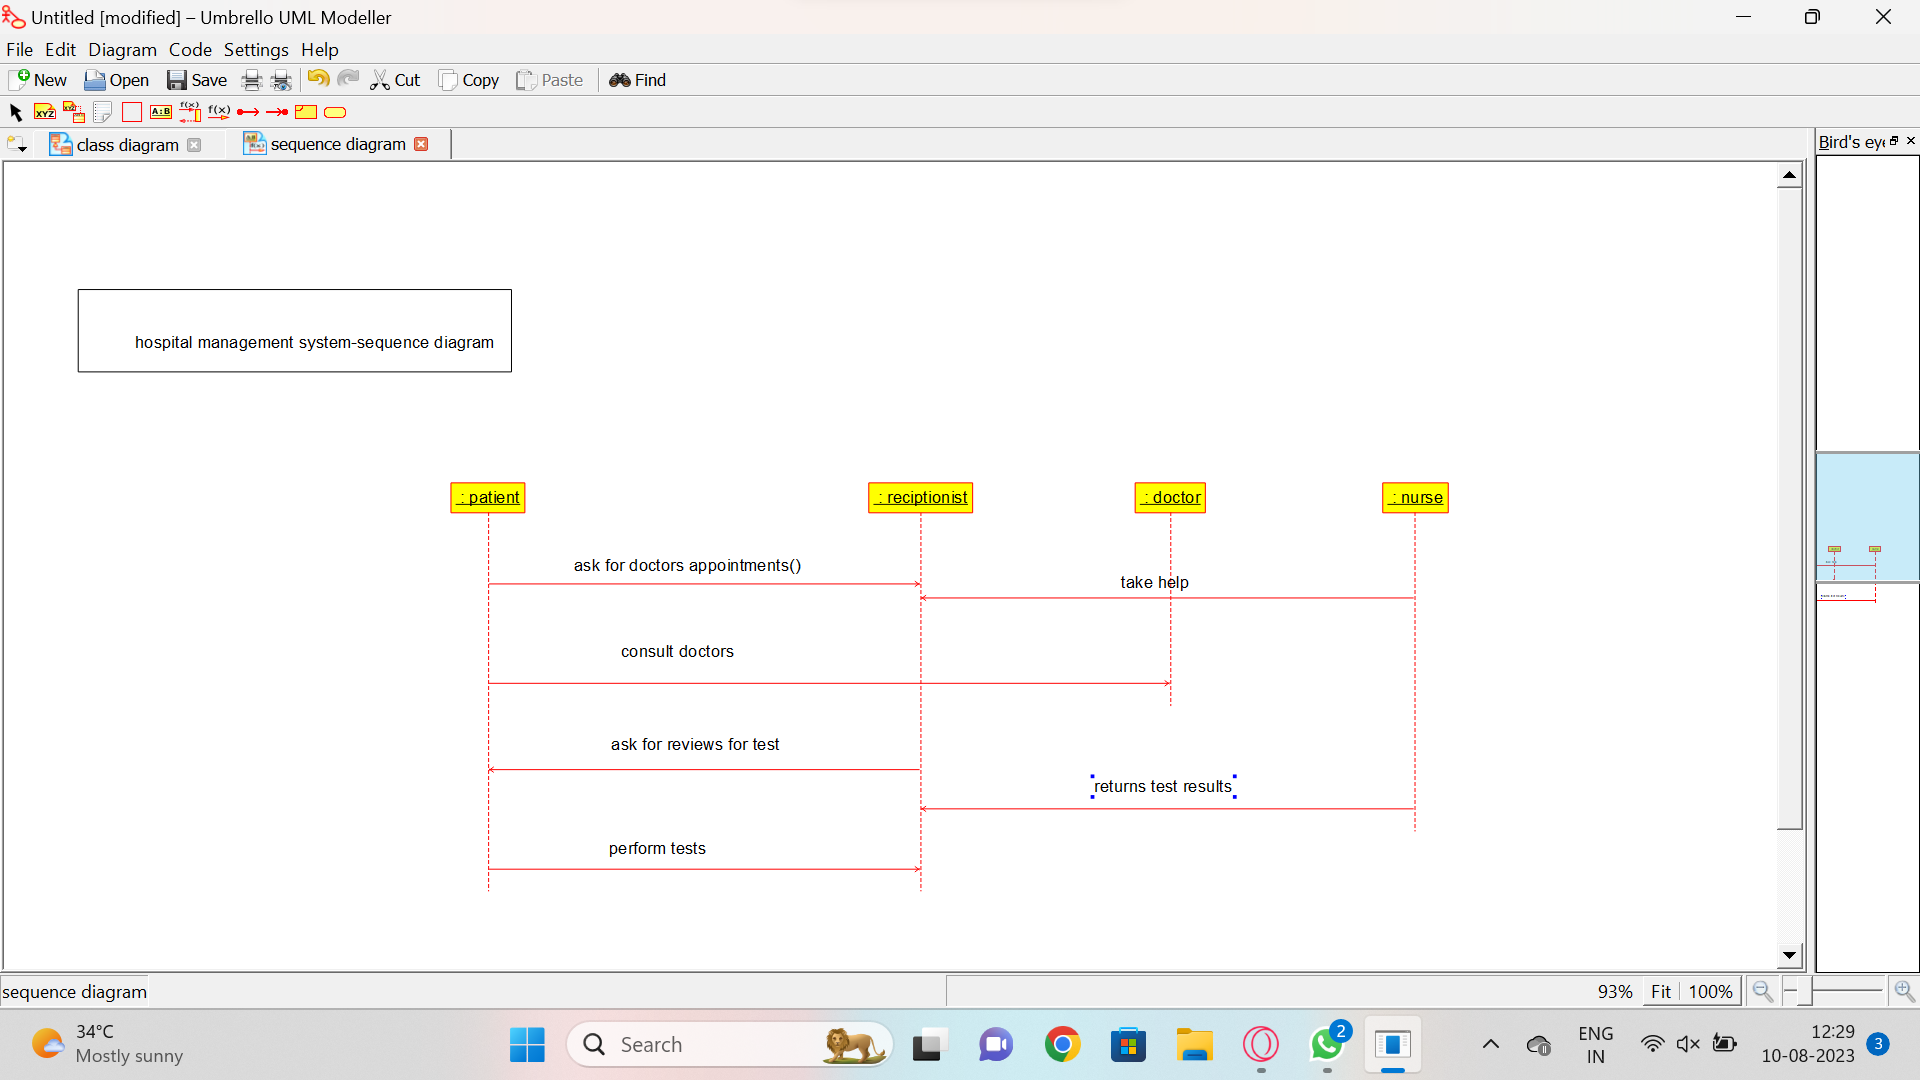 Untitled [modified] – Umbrello UML Modeller
File Edit Diagram Code Settings Help
New Open Save Cut Copy Paste Find
XYZ XYZ A:B f(x) f(x)
class diagram sequence diagram
Bird's eye
hospital management system-sequence diagram
: patient : reciptionist : doctor : nurse
ask for doctors appointments()
take help
consult doctors
ask for reviews for test
returns test results
perform tests
sequence diagram 93% Fit 100%
34°C
Mostly sunny
Search
2
ENG
IN
12:29
10-08-2023
3